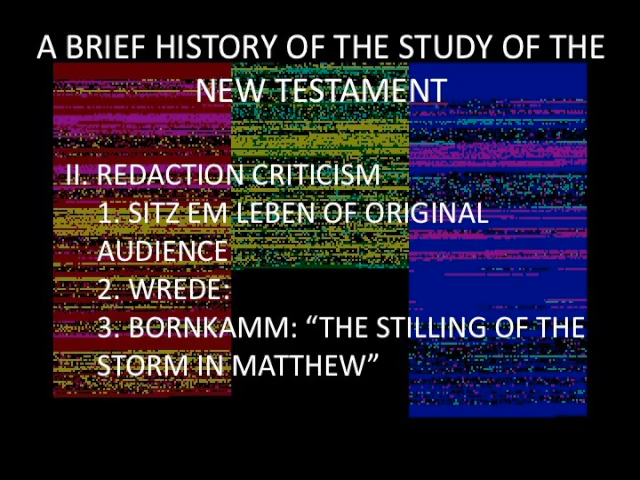 A BRIEF HISTORY OF THE STUDY OF THE
NEW TESTAMENT
II. REDACTION CRITICISM
1. SITZ EM LEBEN OF ORIGINAL
AUDIENCE
2. WREDE:
3. BORNKAMM: “THE STILLING OF THE
STORM IN MATTHEW”